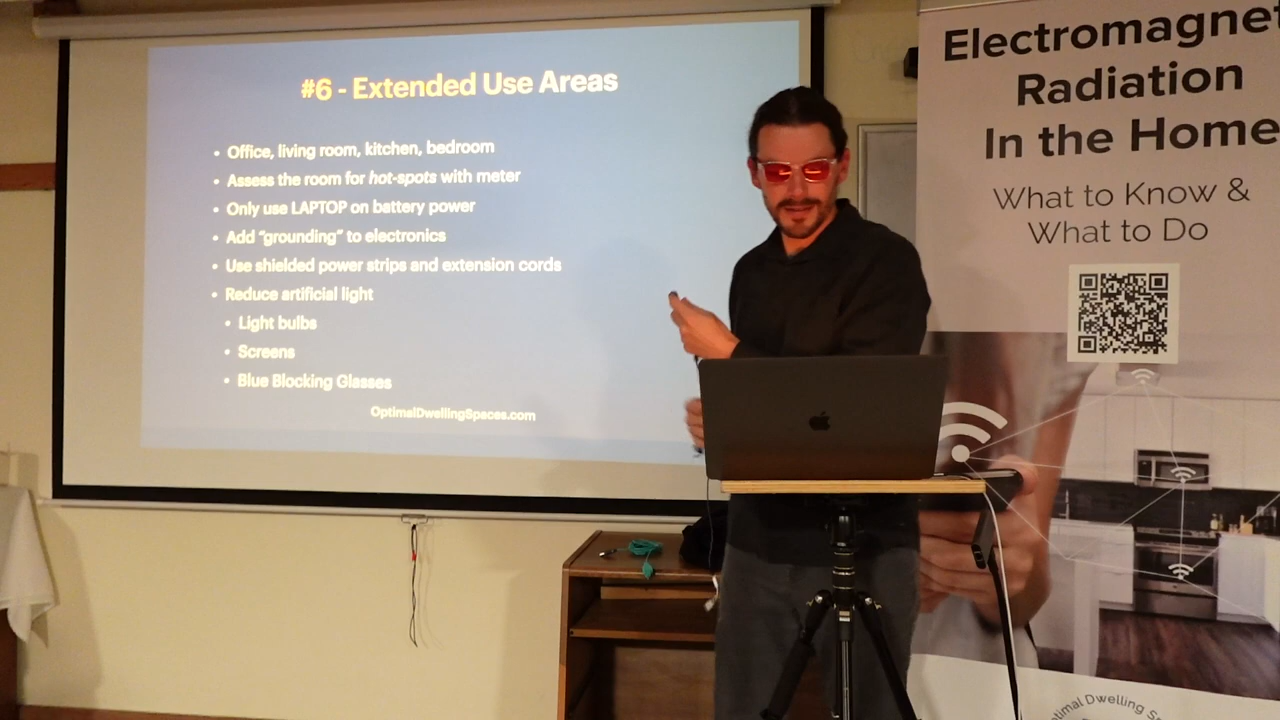 #6 - Extended Use Areas
• Office, living room, kitchen, bedroom
• Assess the room for hot-spots with meter
• Only use LAPTOP on battery power
• Add “grounding” to electronics
• Use shielded power strips and extension cords
• Reduce artificial light
• Light bulbs
• Screens
• Blue Blocking Glasses
OptimalDwellingSpaces.com
Electromagnet
Radiation
In the Home
What to Know &
What to Do
Optimal Dwelling S